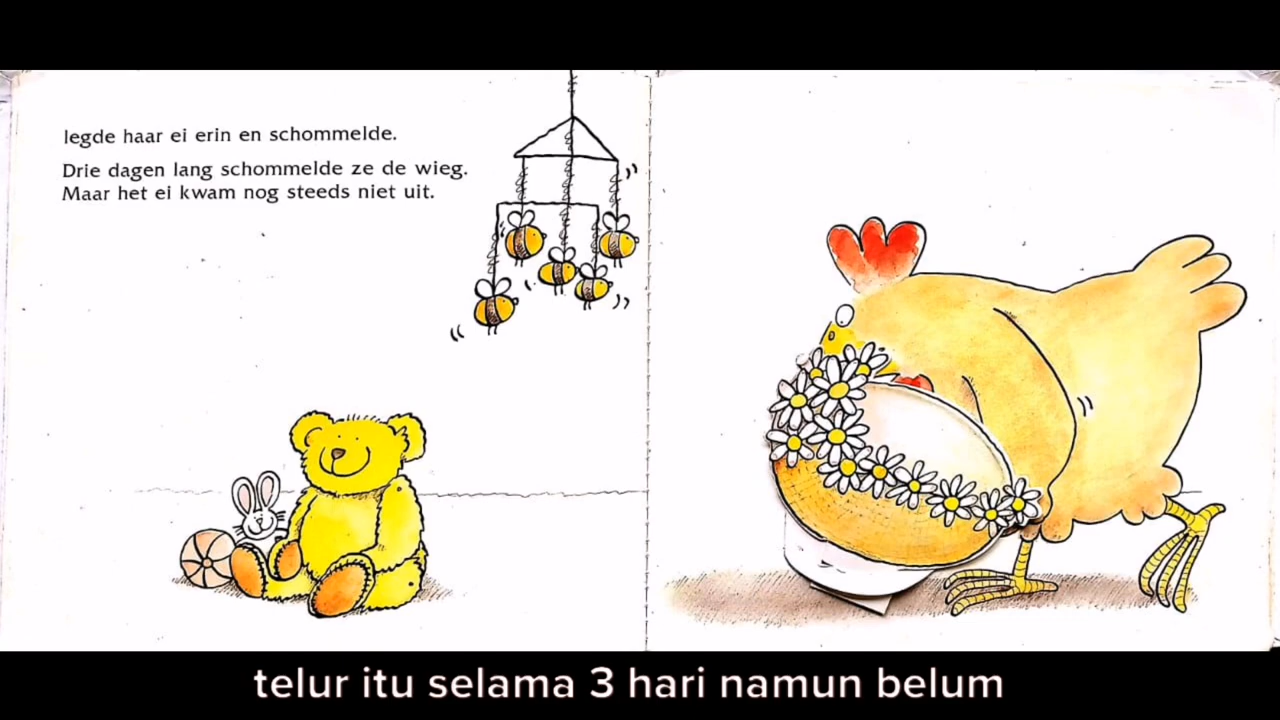 legde haar ei erin en schommelde.
Drie dagen lang schommelde ze de wieg.
Maar het ei kwam nog steeds niet uit.
telur itu selama 3 hari namun belum